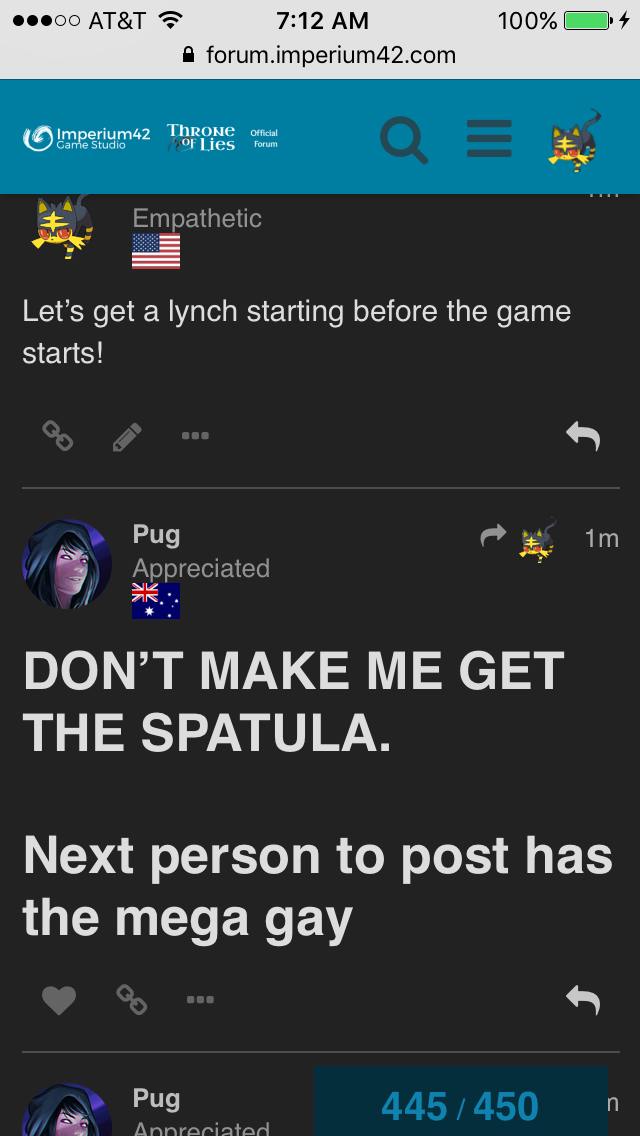 AT&T 7:12 AM 100%
forum.imperium42.com
Imperium42 Game Studio THRONE OF LIES Official Forum
Empathetic
Let’s get a lynch starting before the game
starts!
Pug 1m
Appreciated
DON’T MAKE ME GET
THE SPATULA.
Next person to post has
the mega gay
Pug
445 / 450
Appreciated